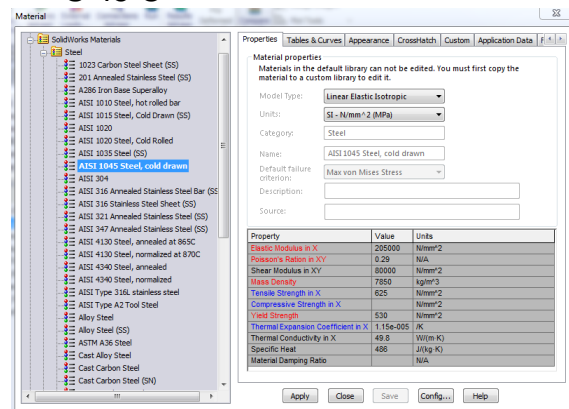 Material
SolidWorks Materials
Steel
1023 Carbon Steel Sheet (SS)
201 Annealed Stainless Steel (SS)
A286 Iron Base Superalloy
AISI 1010 Steel, hot rolled bar
AISI 1015 Steel, Cold Drawn (SS)
AISI 1020
AISI 1020 Steel, Cold Rolled
AISI 1035 Steel (SS)
AISI 1045 Steel, cold drawn
AISI 304
AISI 316 Annealed Stainless Steel Bar (SS
AISI 316 Stainless Steel Sheet (SS)
AISI 321 Annealed Stainless Steel (SS)
AISI 347 Annealed Stainless Steel (SS)
AISI 4130 Steel, annealed at 865C
AISI 4130 Steel, normalized at 870C
AISI 4340 Steel, annealed
AISI 4340 Steel, normalized
AISI Type 316L stainless steel
AISI Type A2 Tool Steel
Alloy Steel
Alloy Steel (SS)
ASTM A36 Steel
Cast Alloy Steel
Cast Carbon Steel
Cast Carbon Steel (SN)
Properties Tables & Curves Appearance CrossHatch Custom Application Data F
Material properties
Materials in the default library can not be edited. You must first copy the
material to a custom library to edit it.
Model Type: Linear Elastic Isotropic
Units: SI - N/mm^2 (MPa)
Category: Steel
Name: AISI 1045 Steel, cold drawn
Default failure criterion: Max von Mises Stress
Description:
Source:
Property Value Units
Elastic Modulus in X 205000 N/mm^2
Poisson's Ration in XY 0.29 N/A
Shear Modulus in XY 80000 N/mm^2
Mass Density 7850 kg/m^3
Tensile Strength in X 625 N/mm^2
Compressive Strength in X N/mm^2
Yield Strength 530 N/mm^2
Thermal Expansion Coefficient in X 1.15e-005 /K
Thermal Conductivity in X 49.8 W/(m·K)
Specific Heat 486 J/(kg·K)
Material Damping Ratio N/A
Apply Close Save Config... Help